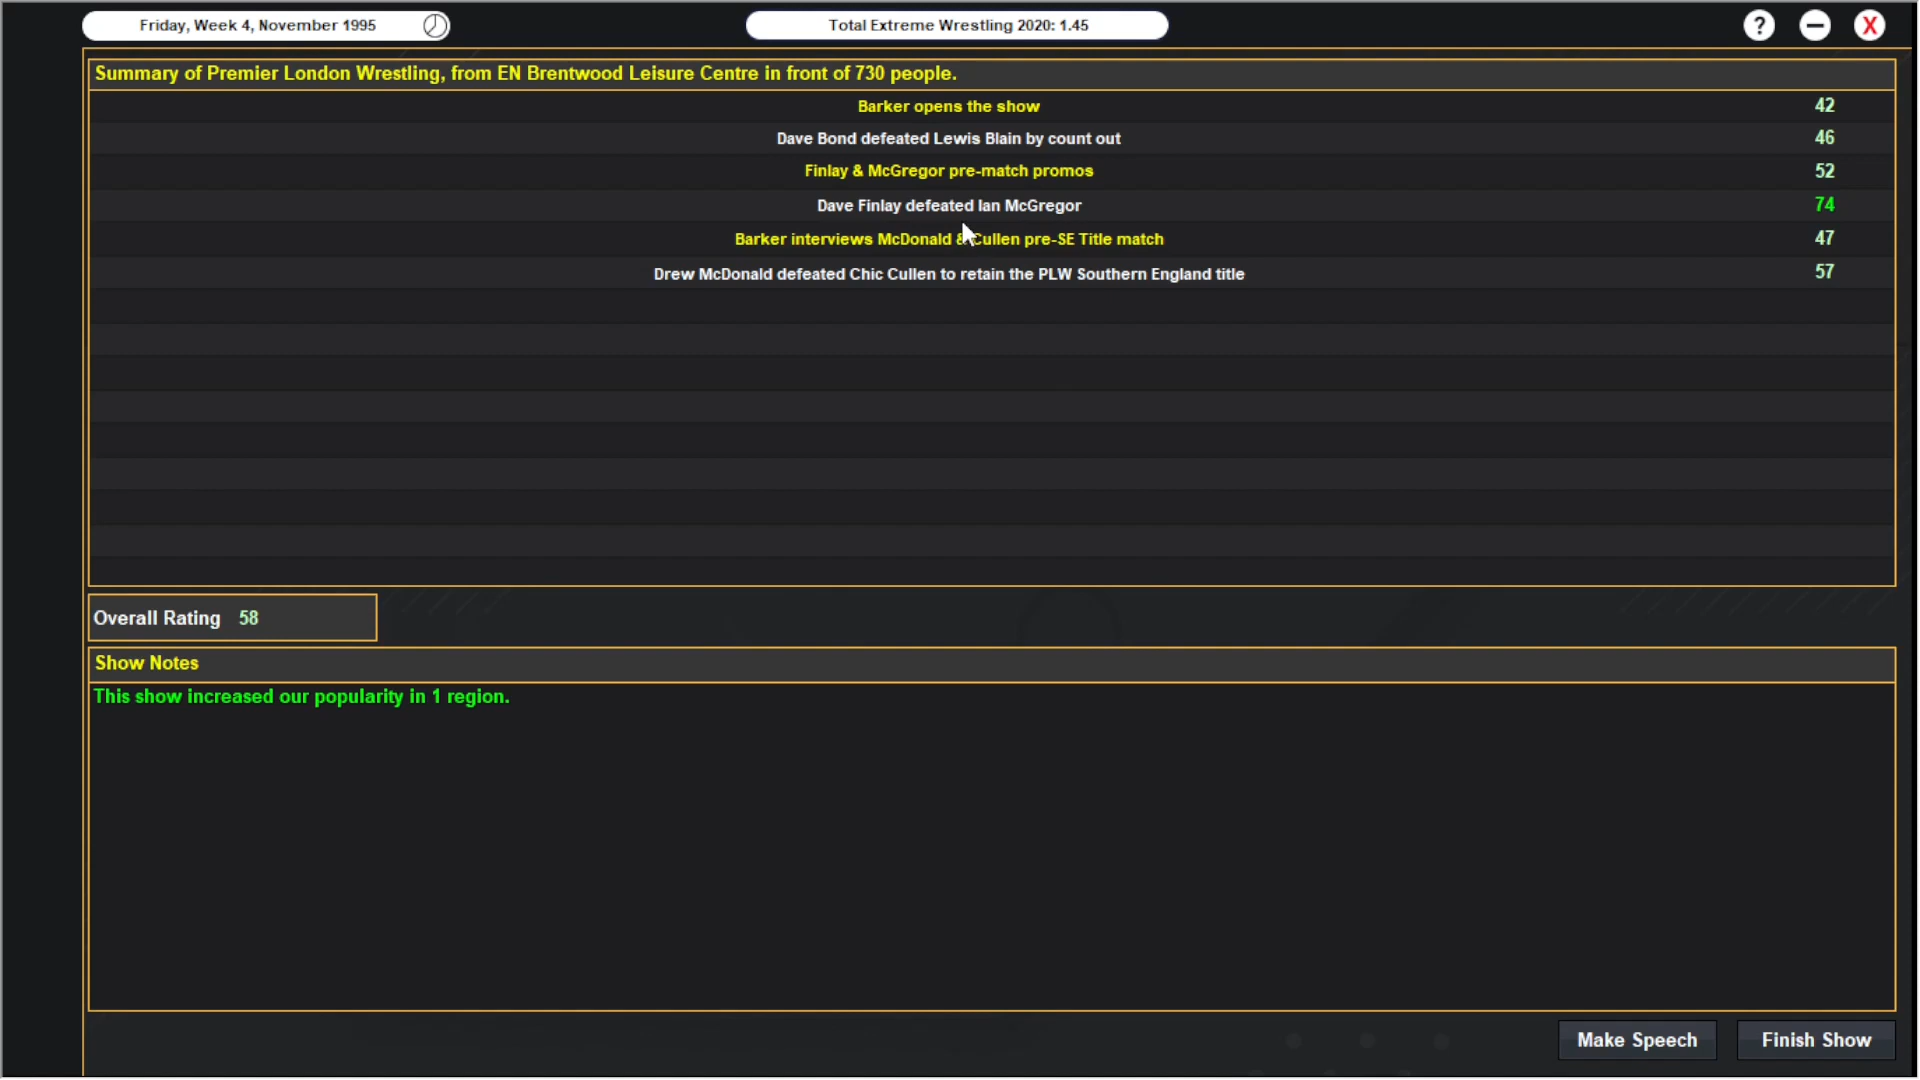 Friday, Week 4, November 1995
Total Extreme Wrestling 2020: 1.45
?
X
Summary of Premier London Wrestling, from EN Brentwood Leisure Centre in front of 730 people.
Barker opens the show 42
Dave Bond defeated Lewis Blain by count out 46
Finlay & McGregor pre-match promos 52
Dave Finlay defeated Ian McGregor 74
Barker interviews McDonald & Cullen pre-SE Title match 47
Drew McDonald defeated Chic Cullen to retain the PLW Southern England title 57
Overall Rating 58
Show Notes
This show increased our popularity in 1 region.
Make Speech
Finish Show